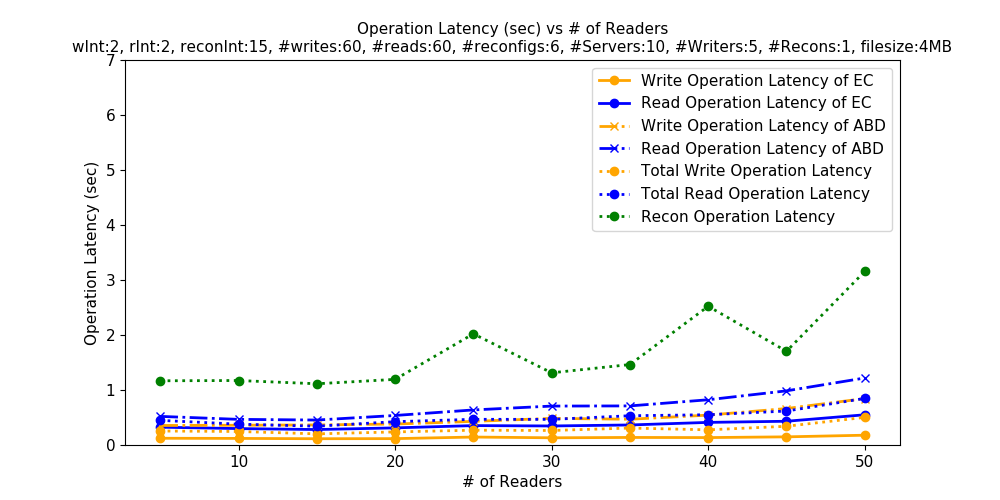 Operation Latency (sec) vs # of Readers
wInt:2, rInt:2, reconInt:15, #writes:60, #reads:60, #reconfigs:6, #Servers:10, #Writers:5, #Recons:1, filesize:4MB
7
6
5
4
3
2
1
0
Operation Latency (sec)
Write Operation Latency of EC
Read Operation Latency of EC
Write Operation Latency of ABD
Read Operation Latency of ABD
Total Write Operation Latency
Total Read Operation Latency
Recon Operation Latency
10 20 30 40 50
# of Readers